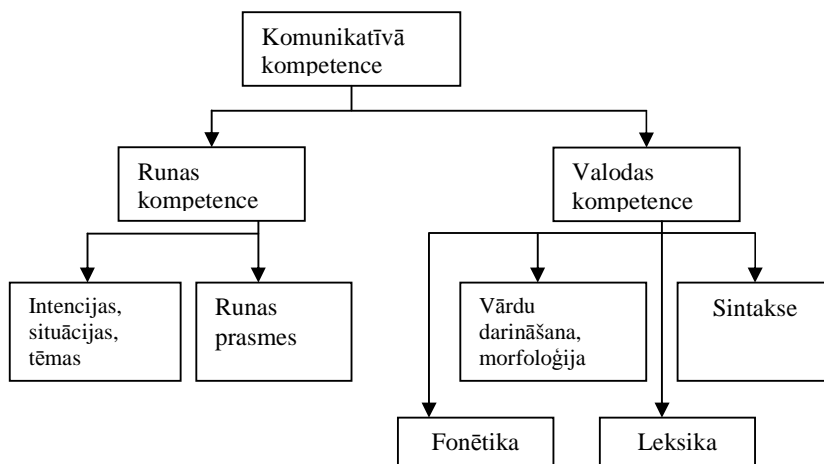 Komunikatīvā
kompetence
Runas
kompetence
Valodas
kompetence
Intencijas,
situācijas,
tēmas
Runas
prasmes
Vārdu
darināšana,
morfoloģija
Sintakse
Fonētika
Leksika